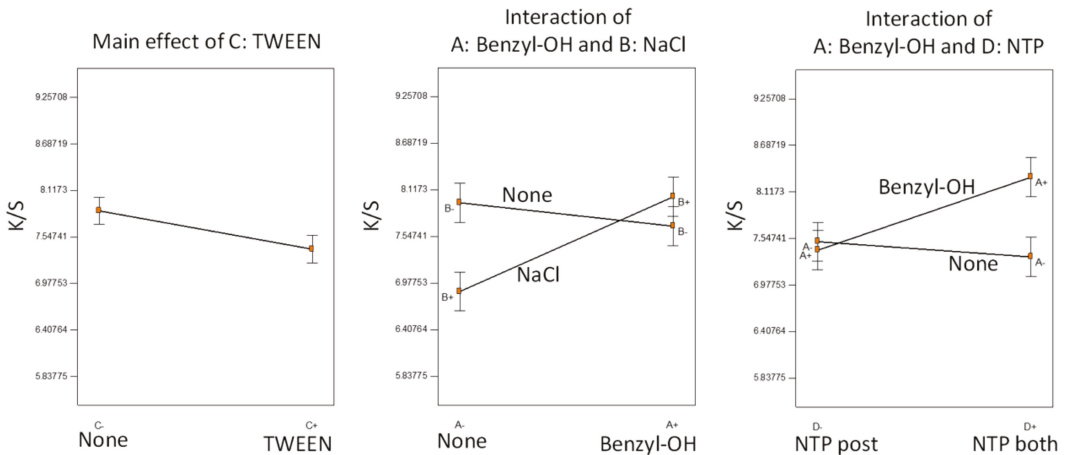 Main effect of C: TWEEN
K/S
9.25708
8.68719
8.1173
7.54741
6.97753
6.40764
5.83775
C-
C+
None
TWEEN
Interaction of
A: Benzyl-OH and B: NaCl
K/S
9.25708
8.68719
8.1173
7.54741
6.97753
6.40764
5.83775
None
B-
B+
B-
NaCl
B+
A-
A+
None
Benzyl-OH
Interaction of
A: Benzyl-OH and D: NTP
K/S
9.25708
8.68719
8.1173
7.54741
6.97753
6.40764
5.83775
Benzyl-OH
A+
A-
A+
None
A-
D-
D+
NTP post
NTP both